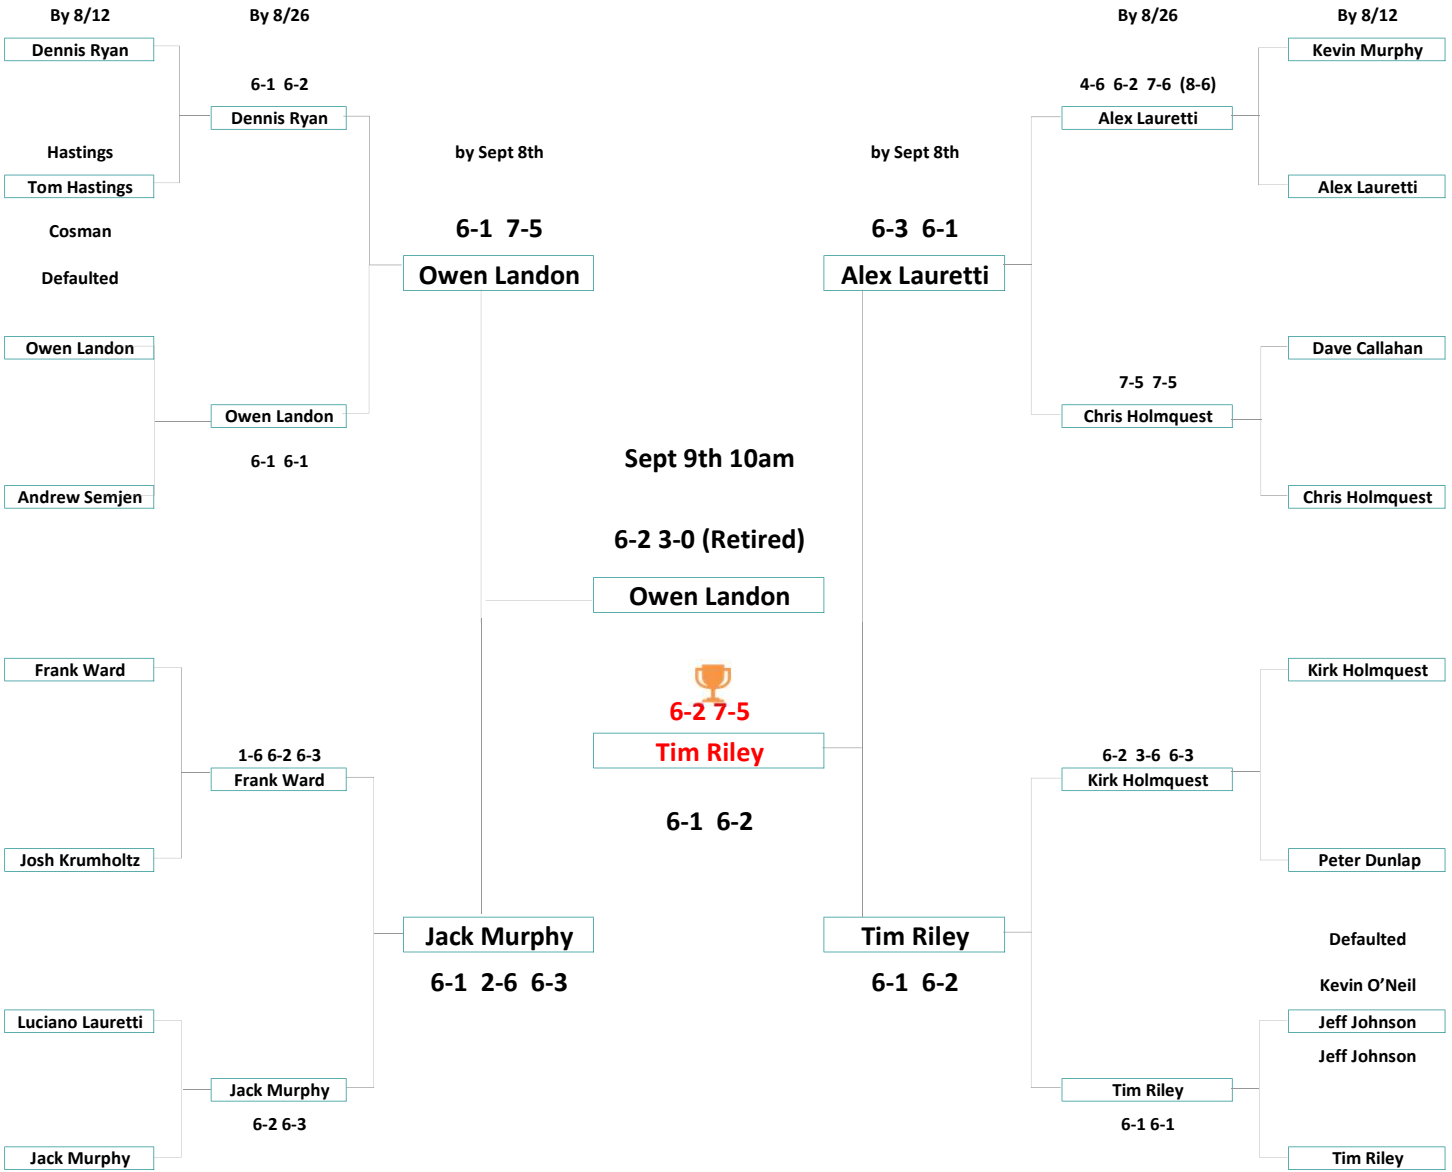 By 8/12
By 8/26
By 8/26
By 8/12
Dennis Ryan
Kevin Murphy
6-1 6-2
4-6 6-2 7-6 (8-6)
Dennis Ryan
Alex Lauretti
Hastings
by Sept 8th
by Sept 8th
Tom Hastings
Alex Lauretti
Cosman
6-1 7-5
6-3 6-1
Defaulted
Owen Landon
Alex Lauretti
Owen Landon
Dave Callahan
7-5 7-5
Owen Landon
Chris Holmquest
6-1 6-1
Sept 9th 10am
Andrew Semjen
Chris Holmquest
6-2 3-0 (Retired)
Owen Landon
Frank Ward
Kirk Holmquest
6-2 7-5
1-6 6-2 6-3
Tim Riley
6-2 3-6 6-3
Frank Ward
Kirk Holmquest
6-1 6-2
Josh Krumholtz
Peter Dunlap
Jack Murphy
Tim Riley
Defaulted
6-1 2-6 6-3
6-1 6-2
Kevin O’Neil
Luciano Lauretti
Jeff Johnson
Jeff Johnson
Jack Murphy
Tim Riley
6-2 6-3
6-1 6-1
Jack Murphy
Tim Riley